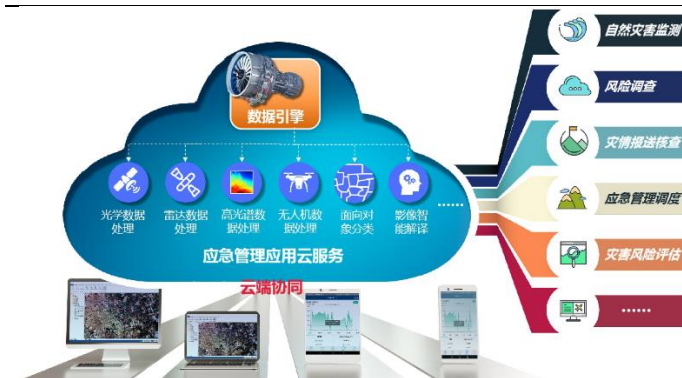 自然灾害监测
风险调查
灾情报送核查
应急管理调度
灾害风险评估
......
数据引擎
光学数据
处理
雷达数据
处理
高光谱数
据处理
无人机数
据处理
面向对
象分类
影像智
能解译
......
应急管理应用云服务
云端协同